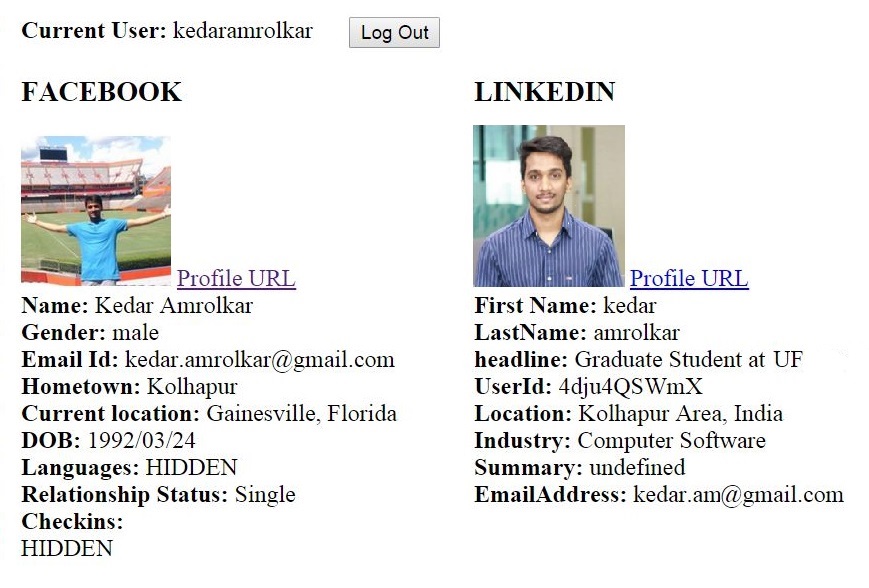 Current User: kedaramrolkar Log Out
FACEBOOK
Profile URL
Name: Kedar Amrolkar
Gender: male
Email Id: kedar.amrolkar@gmail.com
Hometown: Kolhapur
Current location: Gainesville, Florida
DOB: 1992/03/24
Languages: HIDDEN
Relationship Status: Single
Checkins:
HIDDEN
LINKEDIN
Profile URL
First Name: kedar
LastName: amrolkar
headline: Graduate Student at UF
UserId: 4dju4QSWmX
Location: Kolhapur Area, India
Industry: Computer Software
Summary: undefined
EmailAddress: kedar.am@gmail.com